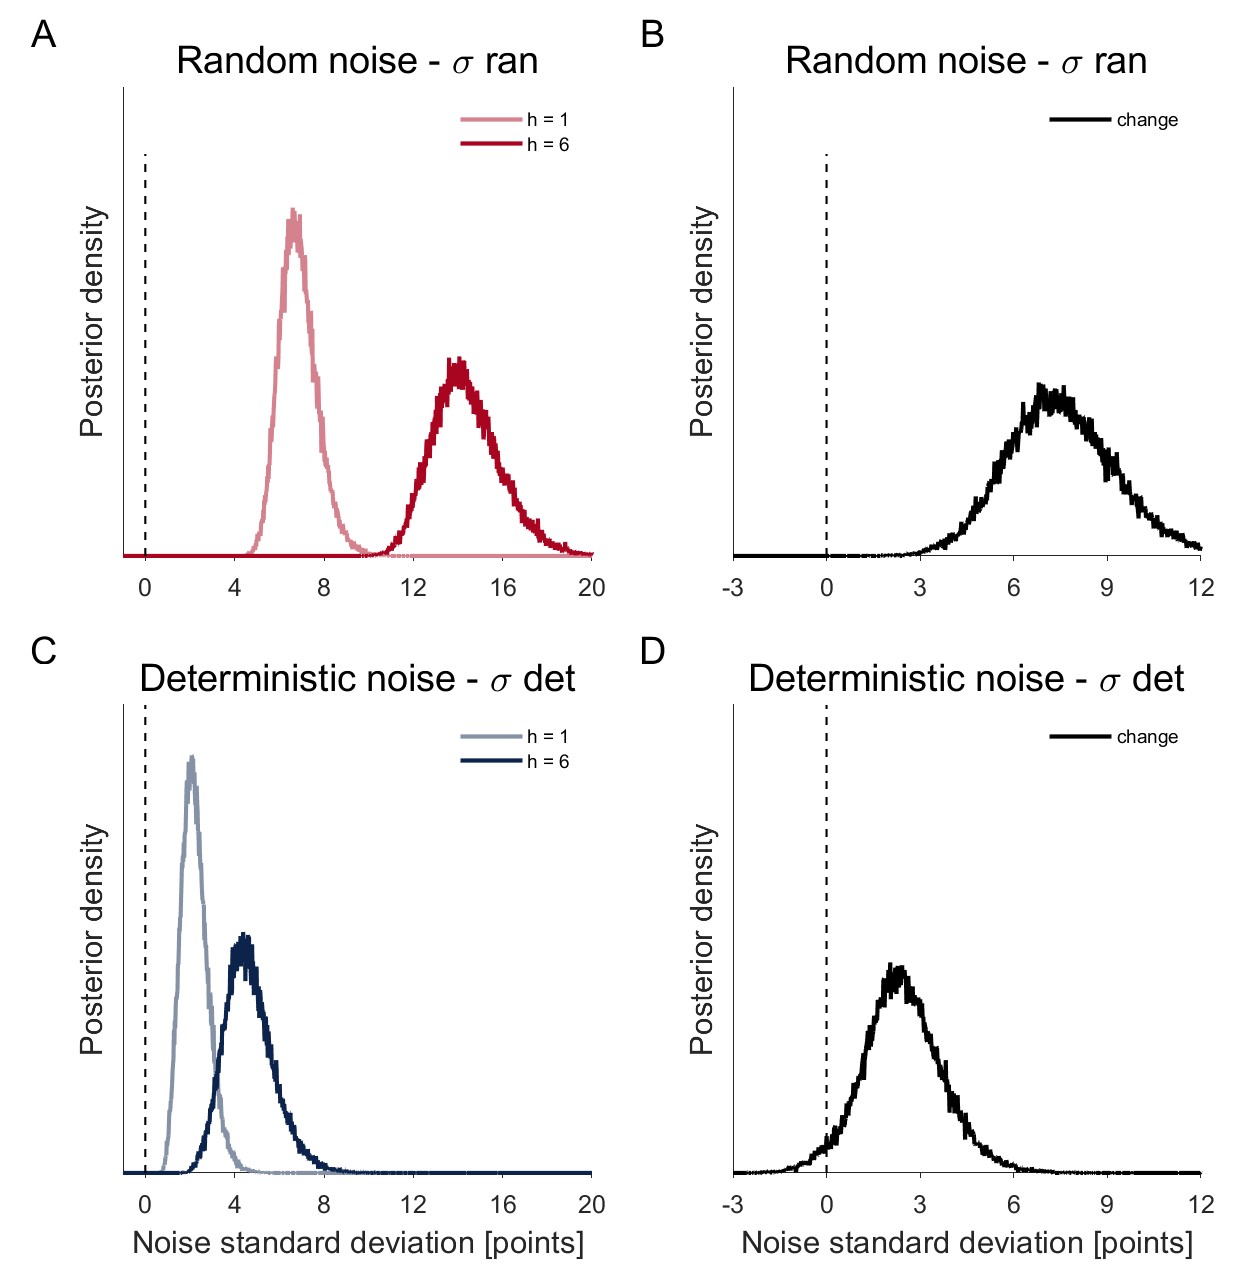 A
Random noise - σ ran
h = 1
h = 6
Posterior density
0 4 8 12 16 20
B
Random noise - σ ran
change
Posterior density
-3 0 3 6 9 12
C
Deterministic noise - σ det
h = 1
h = 6
Posterior density
0 4 8 12 16 20
Noise standard deviation [points]
D
Deterministic noise - σ det
change
Posterior density
-3 0 3 6 9 12
Noise standard deviation [points]